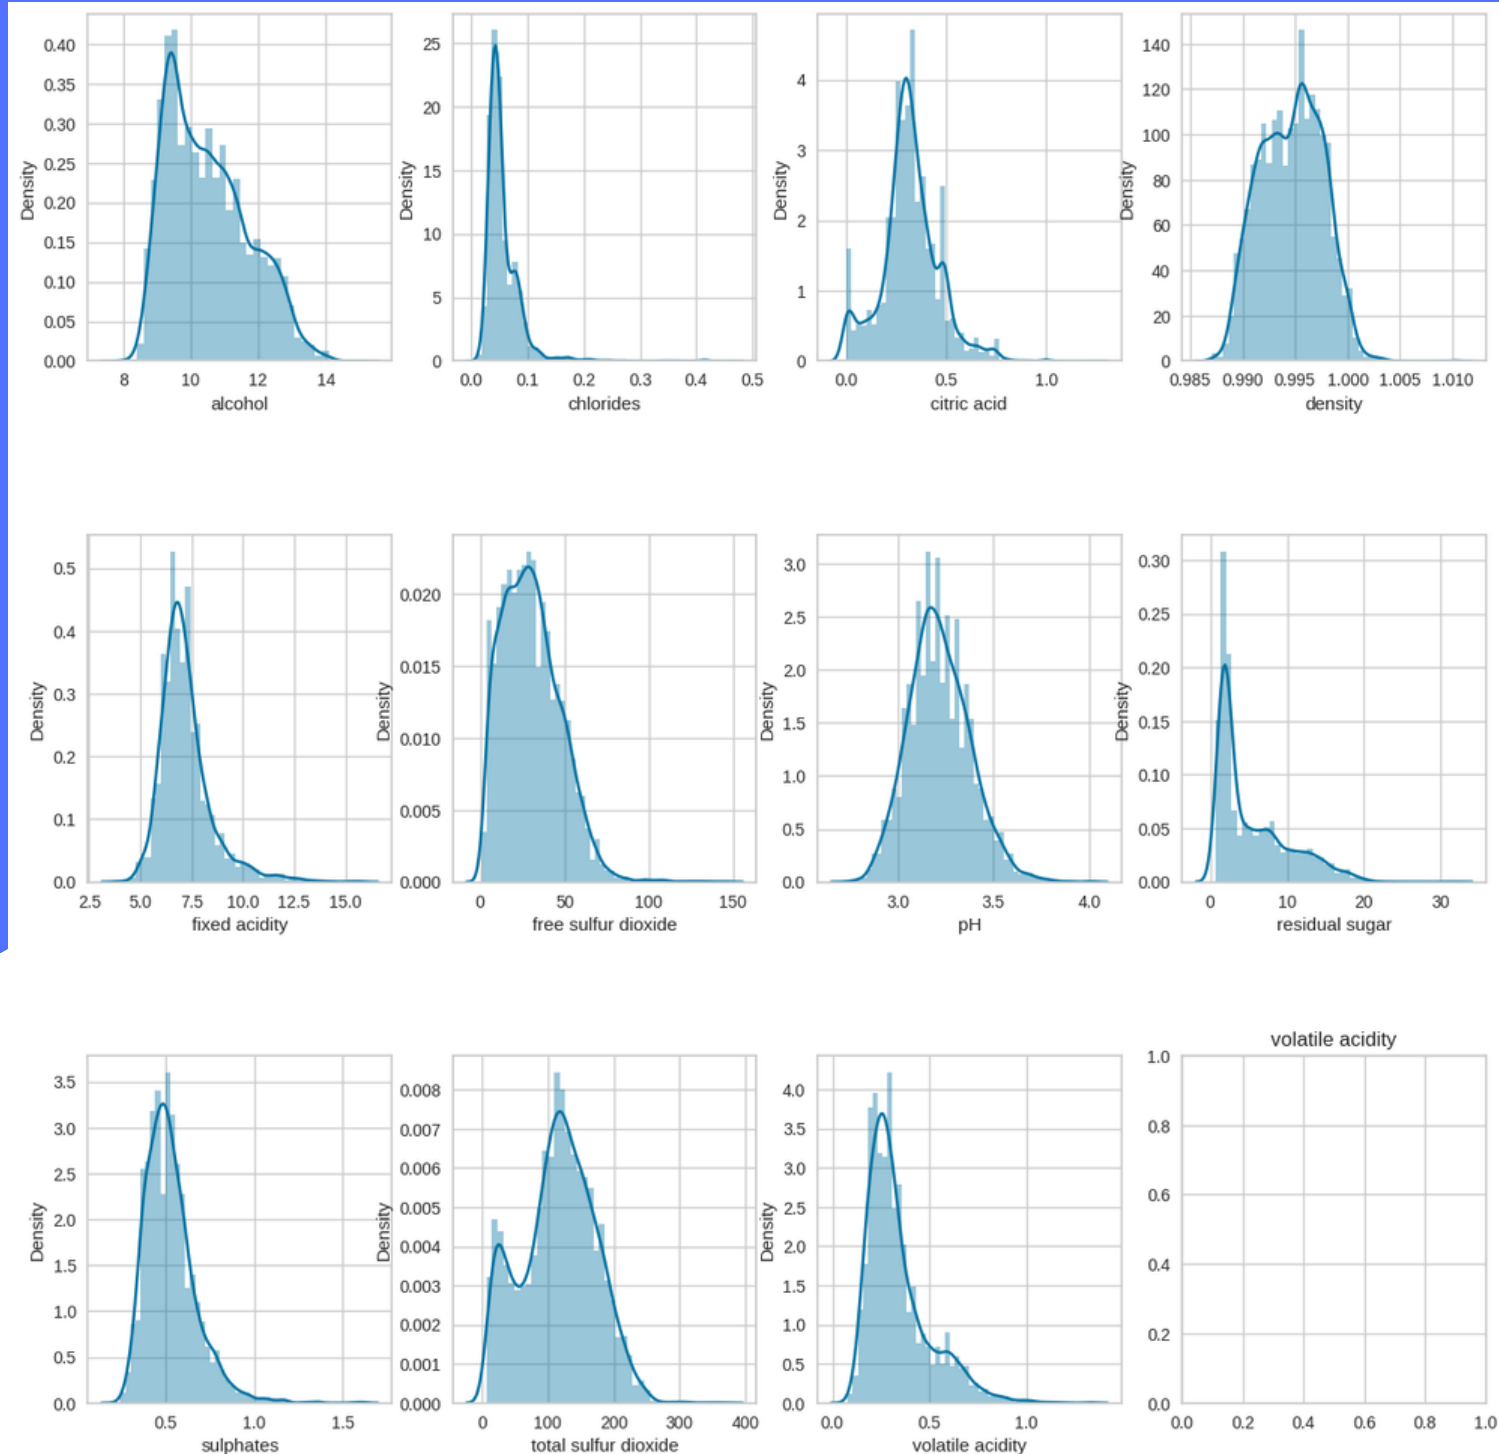 0.40
0.35
0.30
0.25
0.20
0.15
0.10
0.05
0.00
Density
8 10 12 14
alcohol
25
20
15
10
5
0
Density
0.0 0.1 0.2 0.3 0.4 0.5
chlorides
4
3
2
1
0
Density
0.0 0.5 1.0
citric acid
140
120
100
80
60
40
20
0
Density
0.985 0.990 0.995 1.000 1.005 1.010
density
0.5
0.4
0.3
0.2
0.1
0.0
Density
2.5 5.0 7.5 10.0 12.5 15.0
fixed acidity
0.020
0.015
0.010
0.005
0.000
Density
0 50 100 150
free sulfur dioxide
3.0
2.5
2.0
1.5
1.0
0.5
0.0
Density
3.0 3.5 4.0
pH
0.30
0.25
0.20
0.15
0.10
0.05
0.00
Density
0 10 20 30
residual sugar
3.5
3.0
2.5
2.0
1.5
1.0
0.5
0.0
Density
0.5 1.0 1.5
sulphates
0.008
0.007
0.006
0.005
0.004
0.003
0.002
0.001
0.000
Density
0 100 200 300 400
total sulfur dioxide
4.0
3.5
3.0
2.5
2.0
1.5
1.0
0.5
0.0
Density
0.0 0.5 1.0
volatile acidity
volatile acidity
1.0
0.8
0.6
0.4
0.2
0.0
0.0 0.2 0.4 0.6 0.8 1.0